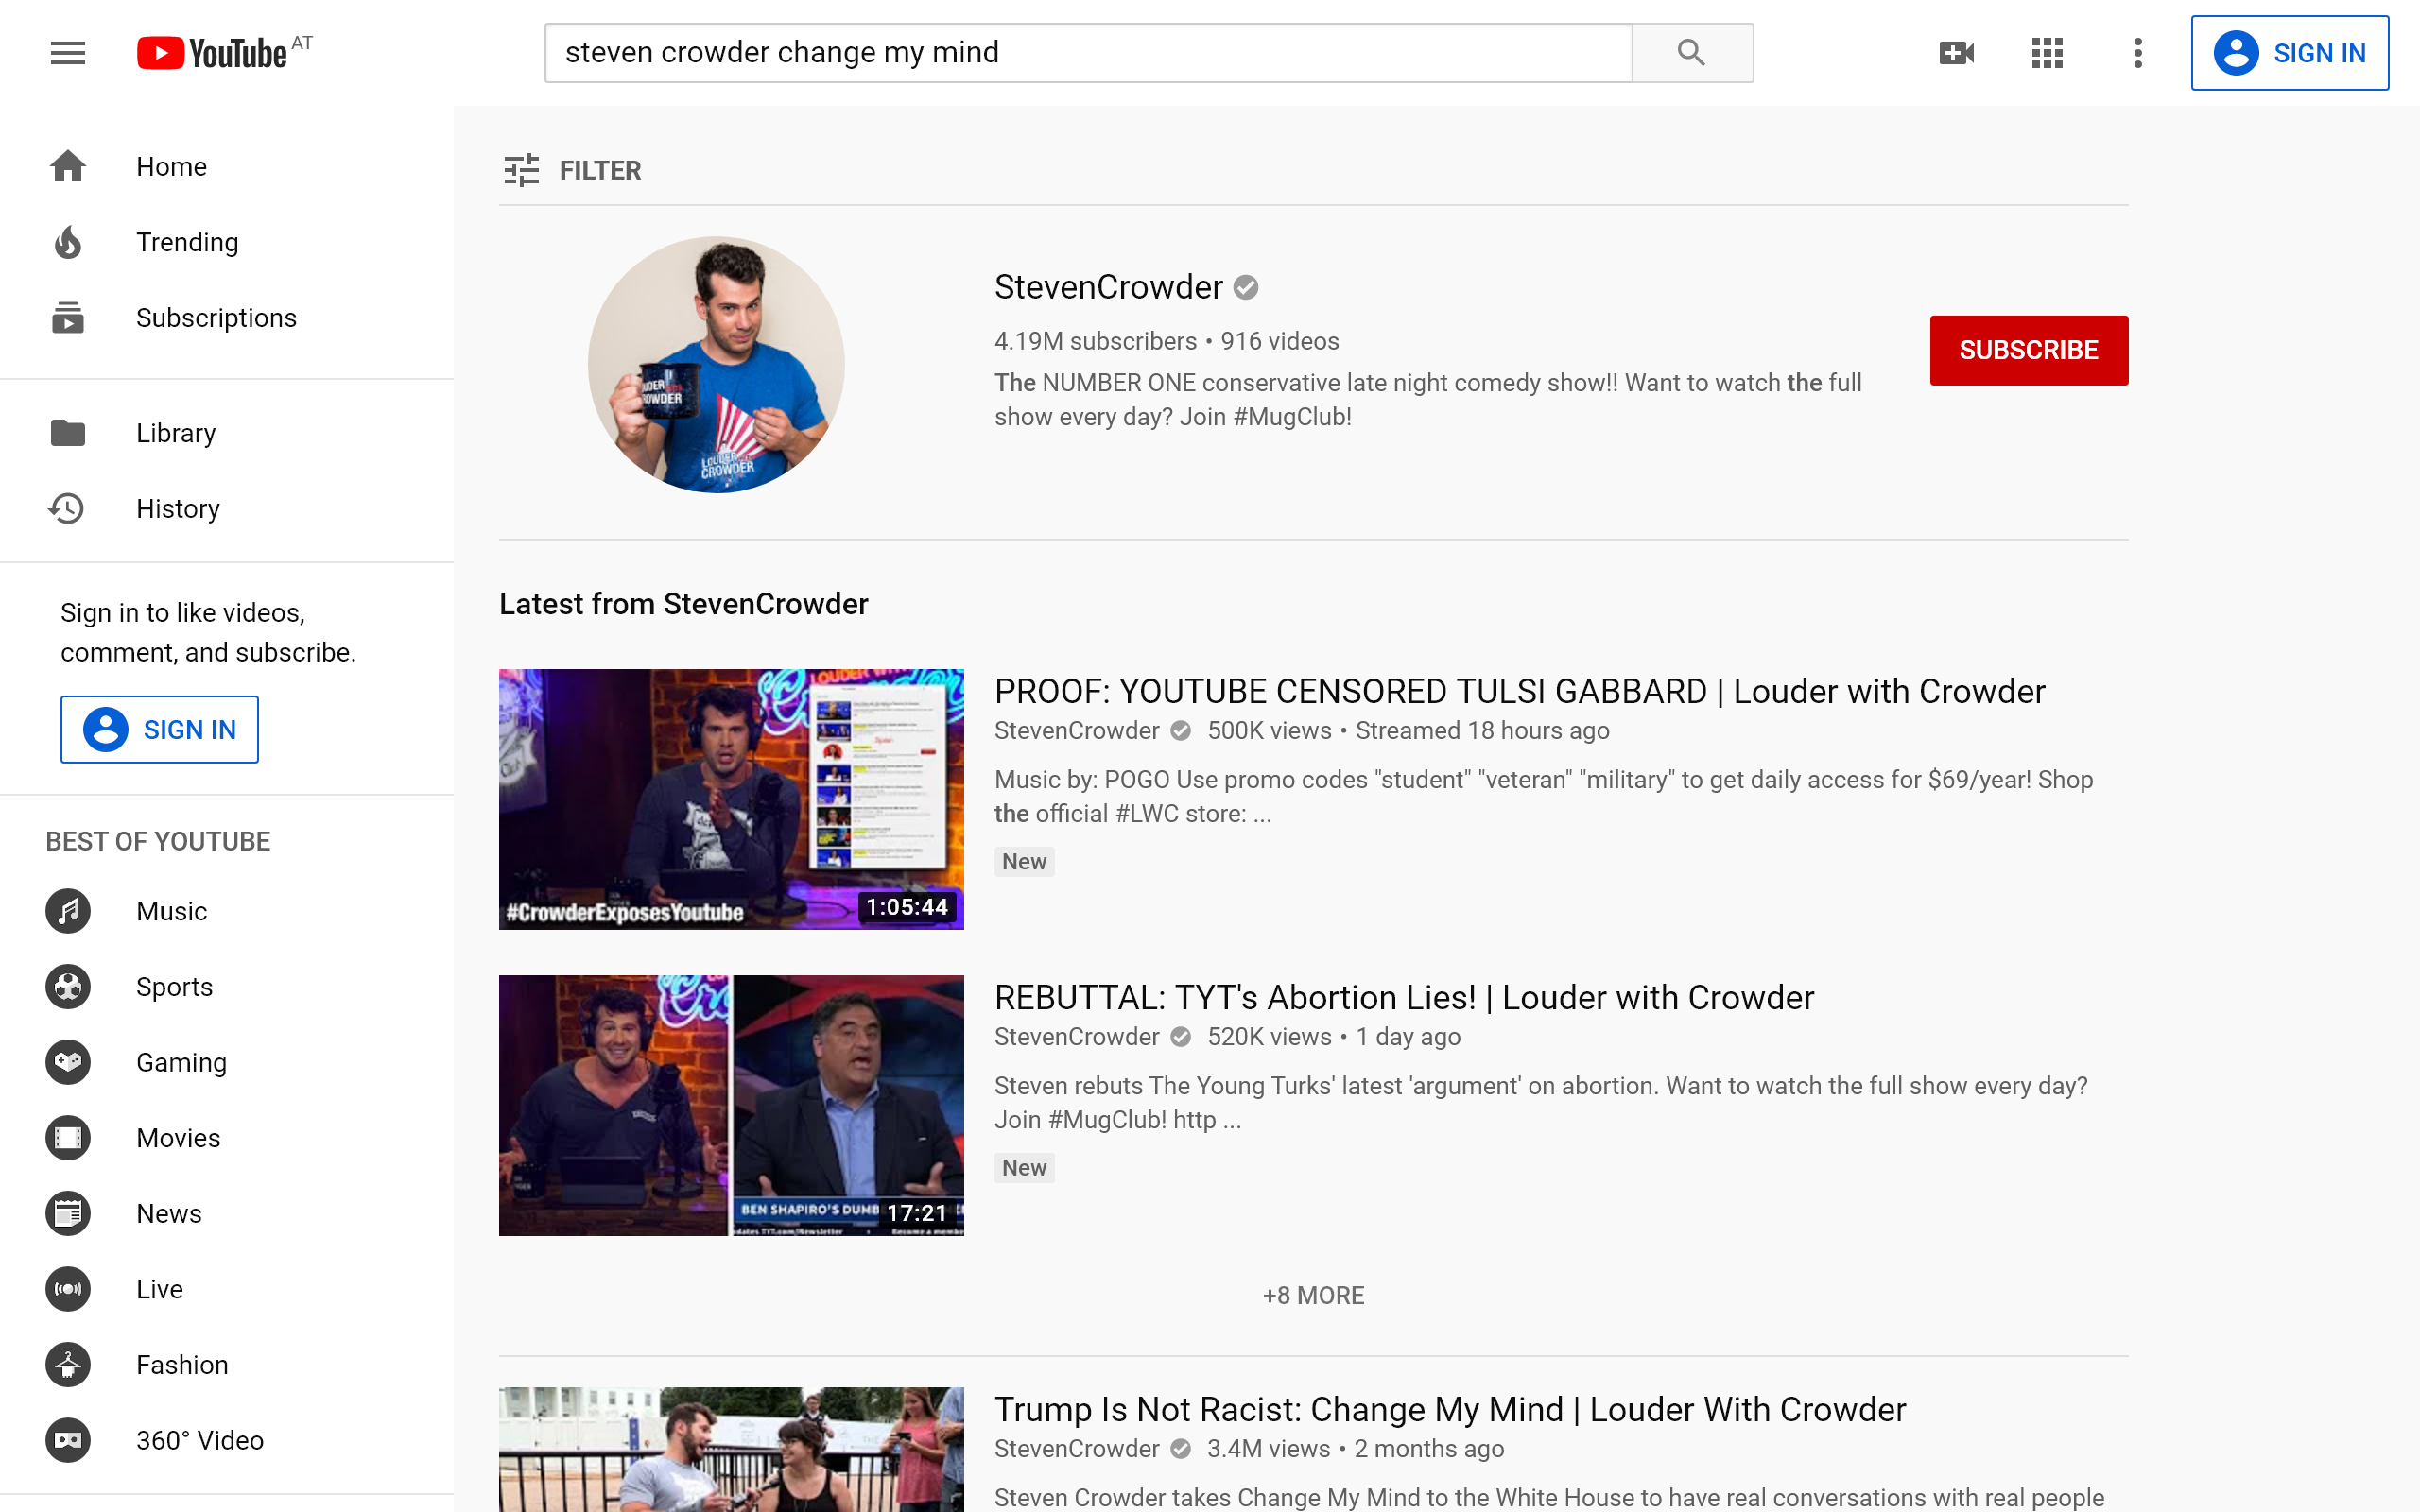 YouTube AT
steven crowder change my mind
SIGN IN
Home
Trending
Subscriptions
Library
History
Sign in to like videos,
comment, and subscribe.
SIGN IN
BEST OF YOUTUBE
Music
Sports
Gaming
Movies
News
Live
Fashion
360° Video
FILTER
LOUDER
CROWDER
StevenCrowder
4.19M subscribers • 916 videos
The NUMBER ONE conservative late night comedy show!! Want to watch the full
show every day? Join #MugClub!
SUBSCRIBE
Latest from StevenCrowder
LOUDER WITH
#CrowderExposesYoutube
1:05:44
PROOF: YOUTUBE CENSORED TULSI GABBARD | Louder with Crowder
StevenCrowder 500K views • Streamed 18 hours ago
Music by: POGO Use promo codes "student" "veteran" "military" to get daily access for $69/year! Shop
the official #LWC store: ...
New
BEN SHAPIRO'S DUMB
17:21
REBUTTAL: TYT's Abortion Lies! | Louder with Crowder
StevenCrowder 520K views • 1 day ago
Steven rebuts The Young Turks' latest 'argument' on abortion. Want to watch the full show every day?
Join #MugClub! http ...
New
+8 MORE
Trump Is Not Racist: Change My Mind | Louder With Crowder
StevenCrowder 3.4M views • 2 months ago
Steven Crowder takes Change My Mind to the White House to have real conversations with real people